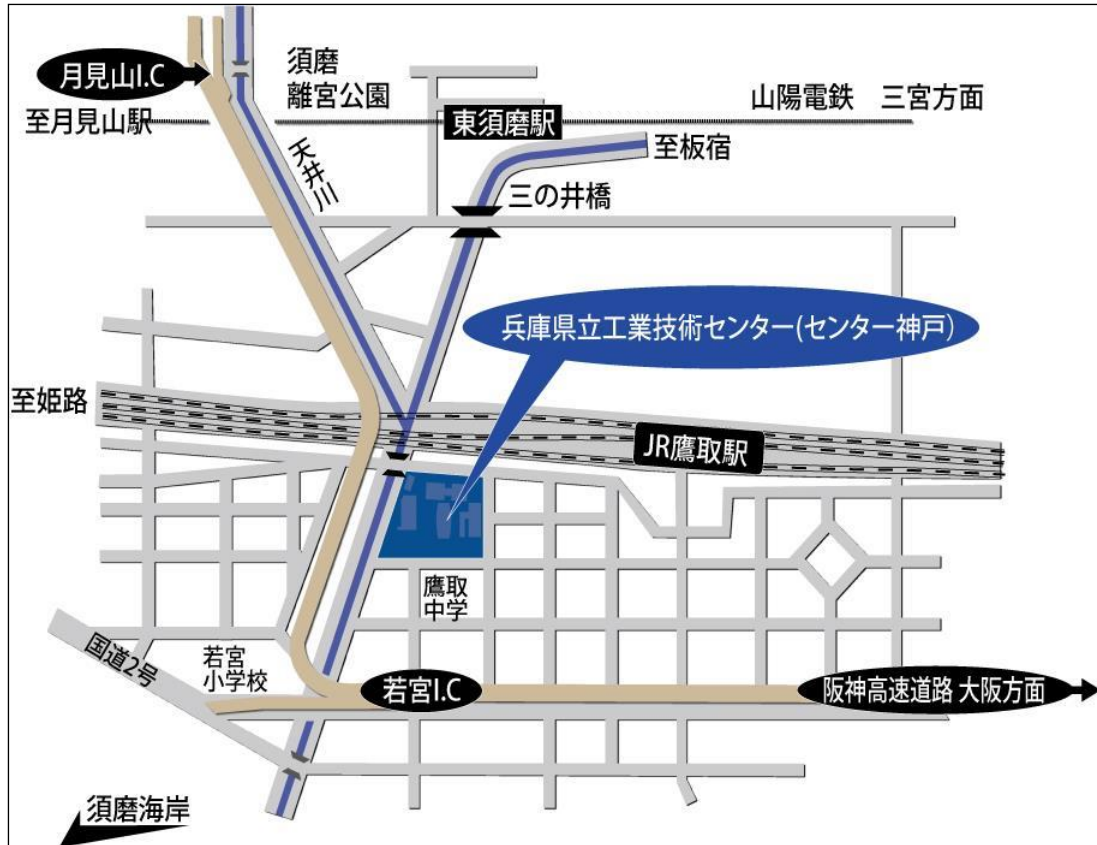 月見山I.C
須磨
離宮公園
山陽電鉄　三宮方面
至月見山駅
東須磨駅
至板宿
天井川
三の井橋
兵庫県立工業技術センター(センター神戸)
至姫路
JR鷹取駅
鷹取
中学
国道2号
若宮
小学校
若宮I.C
阪神高速道路 大阪方面
須磨海岸